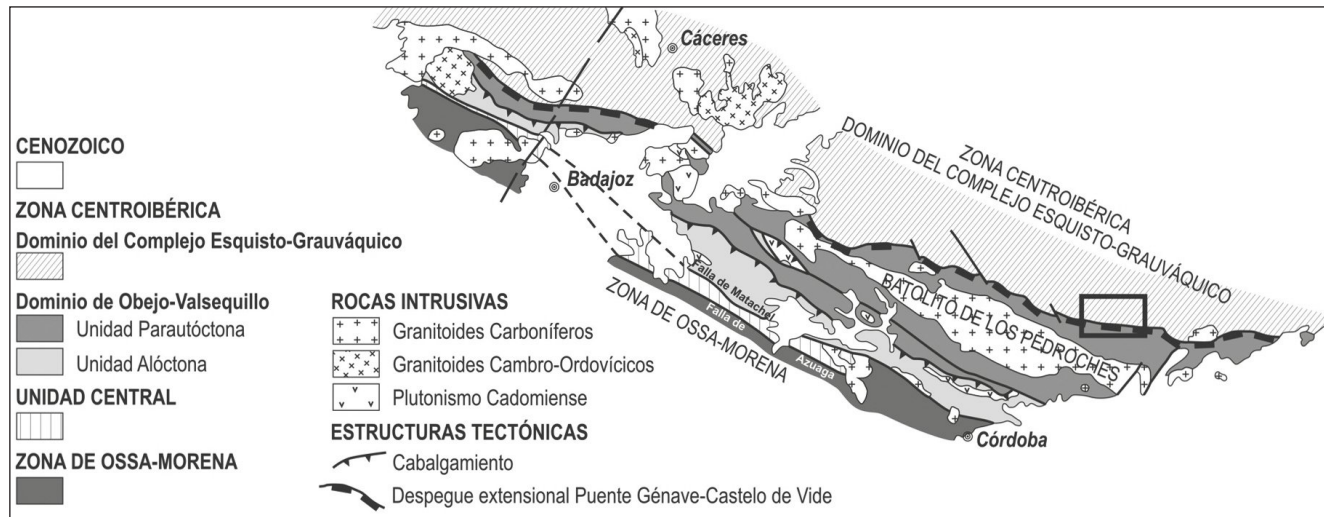 CENOZOICO
ZONA CENTROIBÉRICA
Dominio del Complejo Esquisto-Grauváquico
Dominio de Obejo-Valsequillo
Unidad Parautóctona
Unidad Alóctona
UNIDAD CENTRAL
ZONA DE OSSA-MORENA
ROCAS INTRUSIVAS
Granitoides Carboníferos
Granitoides Cambro-Ordovícicos
Plutonismo Cadomiense
ESTRUCTURAS TECTÓNICAS
Cabalgamiento
Despegue extensional Puente Génave-Castelo de Vide
Cáceres
Badajoz
ZONA CENTROIBÉRICA
DOMINIO DEL COMPLEJO ESQUISTO-GRAUVÁQUICO
BATOLITO DE LOS PEDROCHES
Falla de Matachel
Falla de Azuaga
ZONA DE OSSA-MORENA
Córdoba